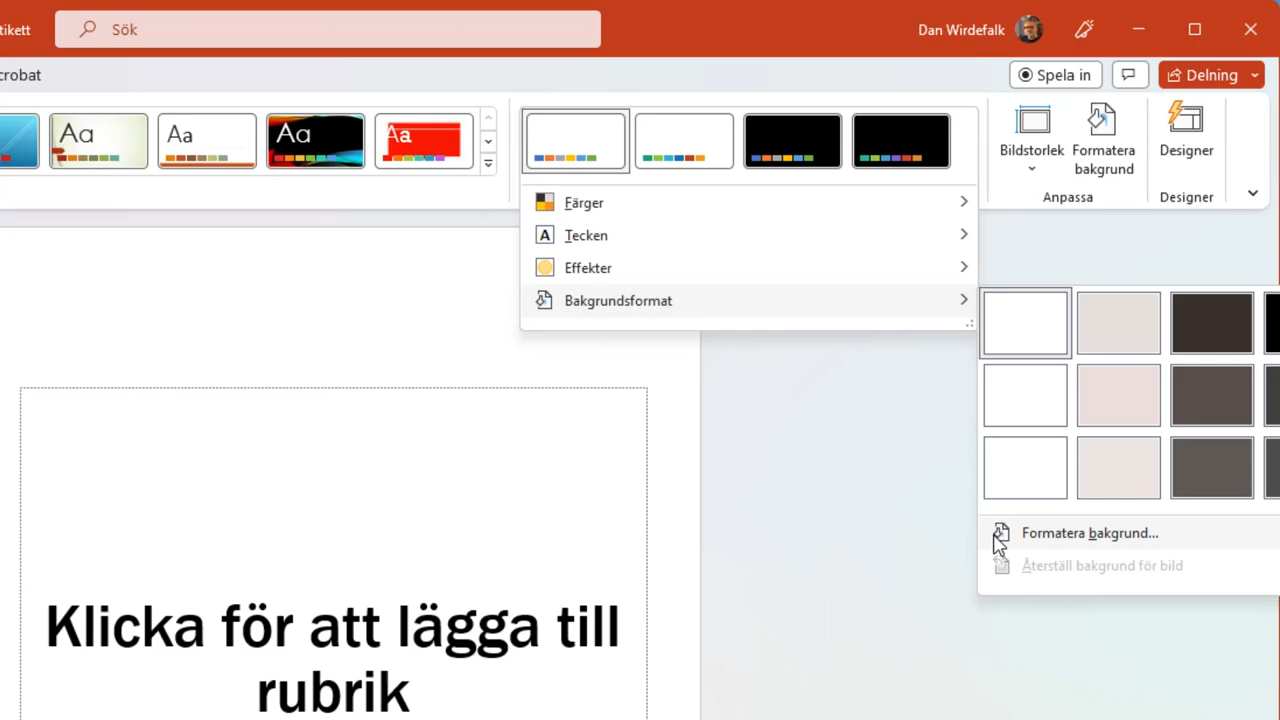 tikett
Sök
Dan Wirdefalk
crobat
Spela in
Delning
Aa
Aa
Aa
Aa
Bildstorlek
Formatera
bakgrund
Designer
Anpassa
Designer
Färger
A Tecken
Effekter
Bakgrundsformat
Formatera bakgrund...
Återställ bakgrund för bild
Klicka för att lägga till
rubrik